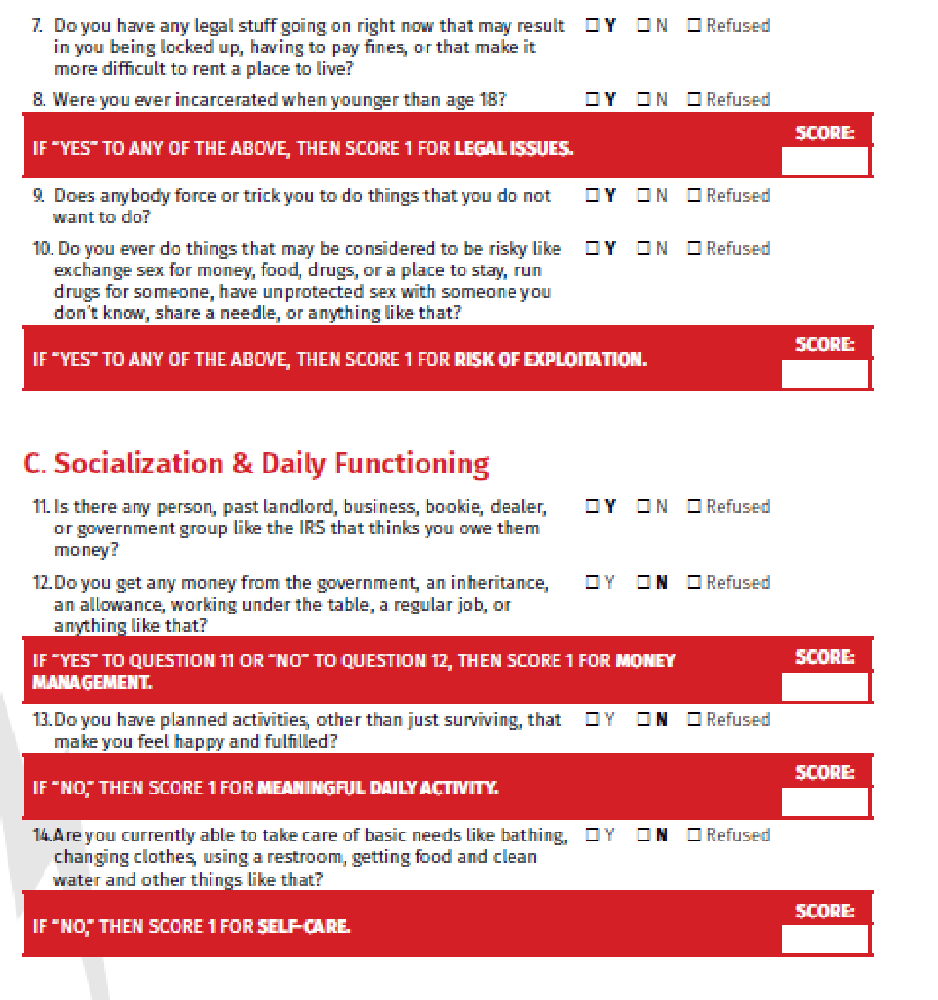 7. Do you have any legal stuff going on right now that may result ☐ Y ☐ N ☐ Refused
in you being locked up, having to pay fines, or that make it
more difficult to rent a place to live?
8. Were you ever incarcerated when younger than age 18? ☐ Y ☐ N ☐ Refused
SCORE:
IF "YES" TO ANY OF THE ABOVE, THEN SCORE 1 FOR LEGAL ISSUES.
9. Does anybody force or trick you to do things that you do not ☐ Y ☐ N ☐ Refused
want to do?
10. Do you ever do things that may be considered to be risky like ☐ Y ☐ N ☐ Refused
exchange sex for money, food, drugs, or a place to stay, run
drugs for someone, have unprotected sex with someone you
don't know, share a needle, or anything like that?
SCORE:
IF "YES" TO ANY OF THE ABOVE, THEN SCORE 1 FOR RISK OF EXPLOITATION.
C. Socialization & Daily Functioning
11. Is there any person, past landlord, business, bookie, dealer, ☐ Y ☐ N ☐ Refused
or government group like the IRS that thinks you owe them
money?
12. Do you get any money from the government, an inheritance, ☐ Y ☐ N ☐ Refused
an allowance, working under the table, a regular job, or
anything like that?
IF "YES" TO QUESTION 11 OR "NO" TO QUESTION 12, THEN SCORE 1 FOR MONEY SCORE:
MANAGEMENT.
13. Do you have planned activities, other than just surviving, that ☐ Y ☐ N ☐ Refused
make you feel happy and fulfilled?
SCORE:
IF "NO," THEN SCORE 1 FOR MEANINGFUL DAILY ACTIVITY.
14. Are you currently able to take care of basic needs like bathing, ☐ Y ☐ N ☐ Refused
changing clothes, using a restroom, getting food and clean
water and other things like that?
SCORE:
IF "NO," THEN SCORE 1 FOR SELF-CARE.